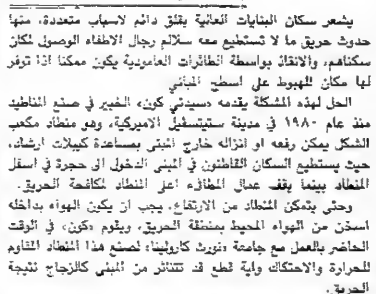 يشعر سكان البنايات العالية بقلق دائم لاسباب متعددة، منها
حدوث حريق ما لا تستطيع معه سلالم رجال الاطفاء الوصول لمكان
سكناهم، والانقاذ بواسطة الطائرات العامودية يكون ممكنا اذا توفر
لها مكان للهبوط على اسطح المباني
الحل لهذه المشكلة يقدمه «سيدني كون» الخبير في صنع المناطيد
منذ عام ١٩٨٠ في مدينة ستيتسفيل الاميركية، وهو منطاد مكعب
الشكل يمكن رفعه او انزاله خارج المبنى بمساعدة كيبلات ارشاد،
حيث يستطيع السكان القاطنون في المبنى الدخول الى حجرة في اسفل
المنطاد بينما يقف عمال المطافىء اعلى المنطاد لمكافحة الحريق.
وحتى يتمكن المنطاد من الارتفاع، يجب ان يكون الهواء بداخله
اسخن من الهواء المحيط بمنطقة الحريق، ويقوم «كون» في الوقت
الحاضر بالعمل مع جامعة «نورث كارولينا» لصنع هذا المنطاد المقاوم
للحرارة والاحتكاك واية قطع قد تتناثر من المبنى كالزجاج نتيجة
الحريق.